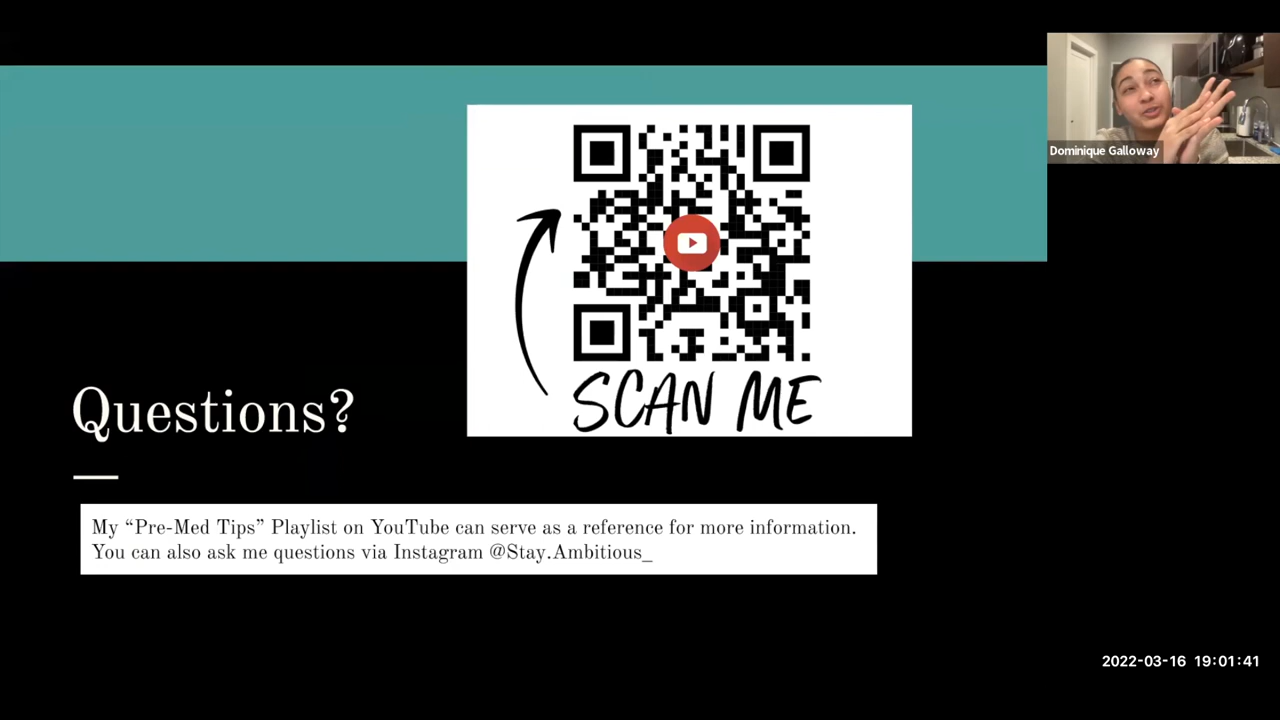 Dominique Galloway
SCAN ME
Questions?
My “Pre-Med Tips” Playlist on YouTube can serve as a reference for more information.
You can also ask me questions via Instagram @Stay.Ambitious_
2022-03-16 19:01:41